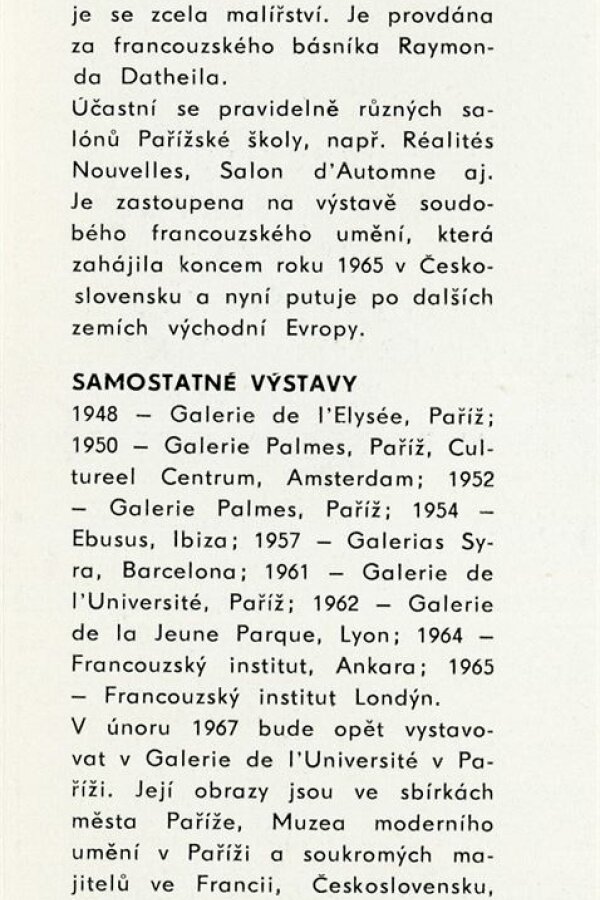 je se zcela malířství. Je provdána
za francouzského básníka Raymon-
da Datheila.
Účastní se pravidelně různých sa-
lónů Pařížské školy, např. Réalités
Nouvelles, Salon d'Automne aj.
Je zastoupena na výstavě soudo-
bého francouzského umění, která
zahájila koncem roku 1965 v Česko-
slovensku a nyní putuje po dalších
zemích východní Evropy.
SAMOSTATNÉ VÝSTAVY
1948 — Galerie de l'Elysée, Paříž;
1950 — Galerie Palmes, Paříž, Cul-
tureel Centrum, Amsterdam; 1952
— Galerie Palmes, Paříž; 1954 —
Ebusus, Ibiza; 1957 — Galerias Sy-
ra, Barcelona; 1961 — Galerie de
l'Université, Paříž; 1962 — Galerie
de la Jeune Parque, Lyon; 1964 —
Francouzský institut, Ankara; 1965
— Francouzský institut Londýn.
V únoru 1967 bude opět vystavo-
vat v Galerie de l'Université v Pa-
říži. Její obrazy jsou ve sbírkách
města Paříže, Muzea moderního
umění v Paříži a soukromých ma-
jitelů ve Francii, Československu,